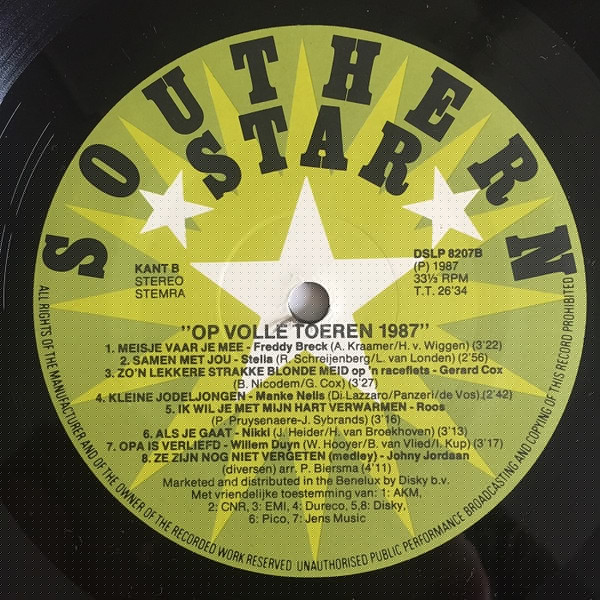 SOUTHERN
STAR
KANT B
STEREO
STEMRA
DSLP 8207B
(P) 1987
33⅓ RPM
T.T. 26'34
"OP VOLLE TOEREN 1987"
1. MEISJE VAAR JE MEE - Freddy Breck (A. Kraamer/H. v. Wiggen) (3'22)
2. SAMEN MET JOU - Stella (R. Schreijenberg/L. van Londen) (2'56)
3. ZO'N LEKKERE STRAKKE BLONDE MEID op 'n racefiets - Gerard Cox
(B. Nicodem/G. Cox) (3'27)
4. KLEINE JODELJONGEN - Manke Nelis (Di Lazzaro/Panzeri/de Vos) (2'42)
5. IK WIL JE MET MIJN HART VERWARMEN - Roos
(P. Pruysenaere-J. Sybrands) (3'16)
6. ALS JE GAAT - Nikki (J. Heider/H. van Broekhoven) (3'13)
7. OPA IS VERLIEFD - Willem Duyn (W. Hooyer/B. van Vlied/I. Kup) (3'17)
8. ZE ZIJN NOG NIET VERGETEN (medley) - Johny Jordaan
(diversen) arr. P. Biersma (4'11)
Marketed and distributed in the Benelux by Disky b.v.
Met vriendelijke toestemming van: 1: AKM,
2: CNR, 3: EMI, 4: Dureco, 5,8: Disky,
6: Pico, 7: Jens Music
ALL RIGHTS OF THE MANUFACTURER AND OF THE OWNER OF THE RECORDED WORK RESERVED UNAUTHORISED PUBLIC PERFORMANCE BROADCASTING AND COPYING OF THIS RECORD PROHIBITED